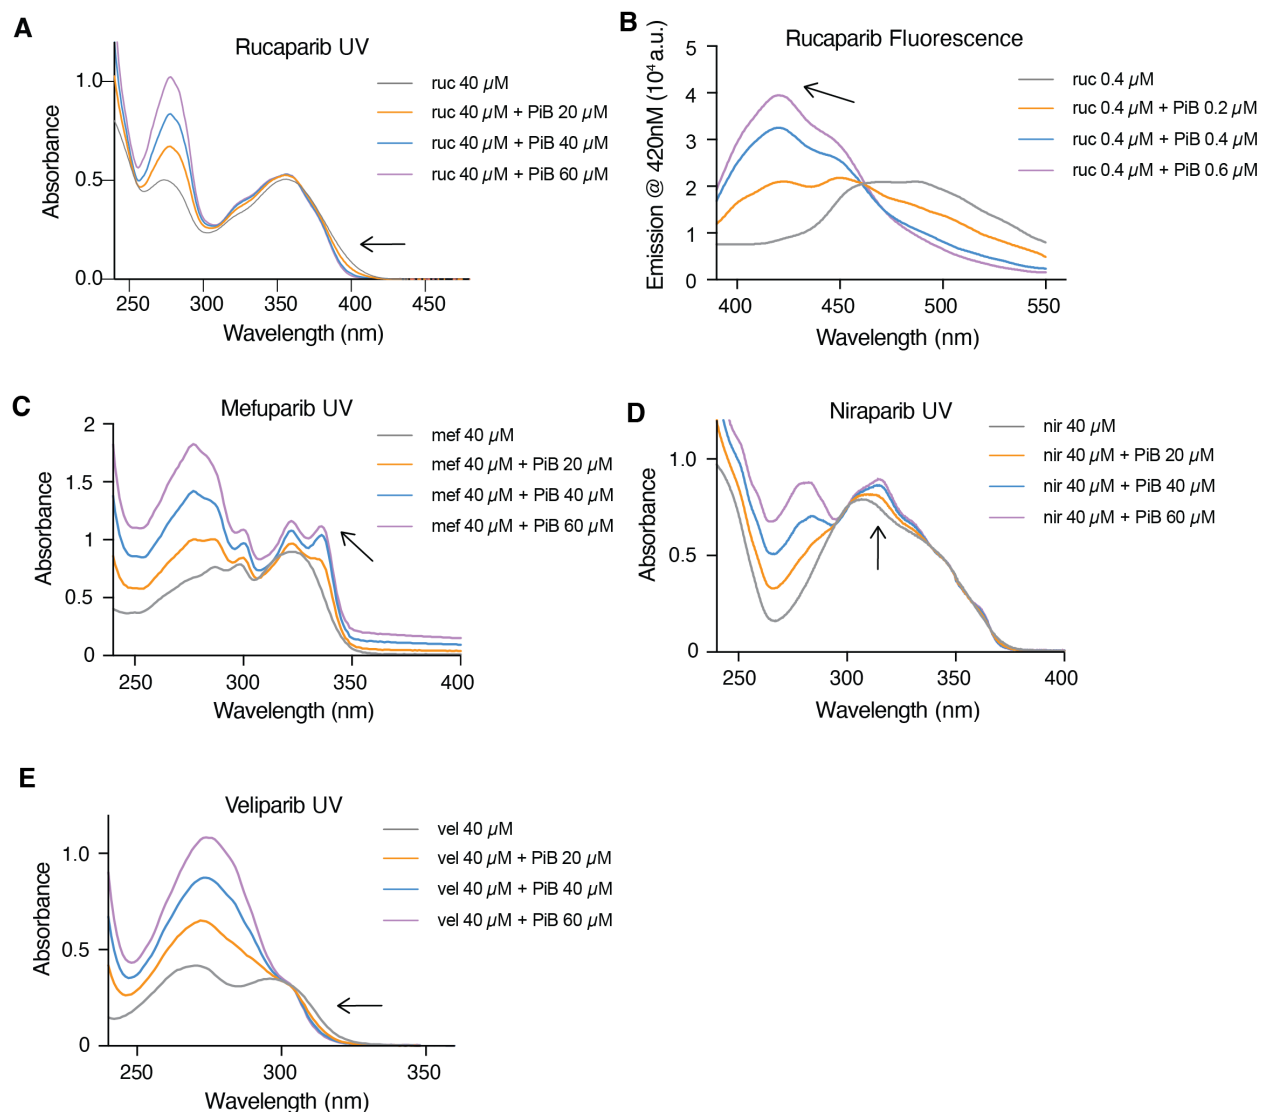 A
Rucaparib UV
Absorbance
1.0
0.5
0.0
250 300 350 400 450
Wavelength (nm)
ruc 40 µM
ruc 40 µM + PiB 20 µM
ruc 40 µM + PiB 40 µM
ruc 40 µM + PiB 60 µM
B
Rucaparib Fluorescence
Emission @ 420nM (10⁴ a.u.)
5
4
3
2
1
0
400 450 500 550
Wavelength (nm)
ruc 0.4 µM
ruc 0.4 µM + PiB 0.2 µM
ruc 0.4 µM + PiB 0.4 µM
ruc 0.4 µM + PiB 0.6 µM
C
Mefuparib UV
Absorbance
2
1.5
1
0.5
0
250 300 350 400
Wavelength (nm)
mef 40 µM
mef 40 µM + PiB 20 µM
mef 40 µM + PiB 40 µM
mef 40 µM + PiB 60 µM
D
Niraparib UV
Absorbance
1.0
0.5
0
250 300 350 400
Wavelength (nm)
nir 40 µM
nir 40 µM + PiB 20 µM
nir 40 µM + PiB 40 µM
nir 40 µM + PiB 60 µM
E
Veliparib UV
Absorbance
1.0
0.5
0
250 300 350
Wavelength (nm)
vel 40 µM
vel 40 µM + PiB 20 µM
vel 40 µM + PiB 40 µM
vel 40 µM + PiB 60 µM